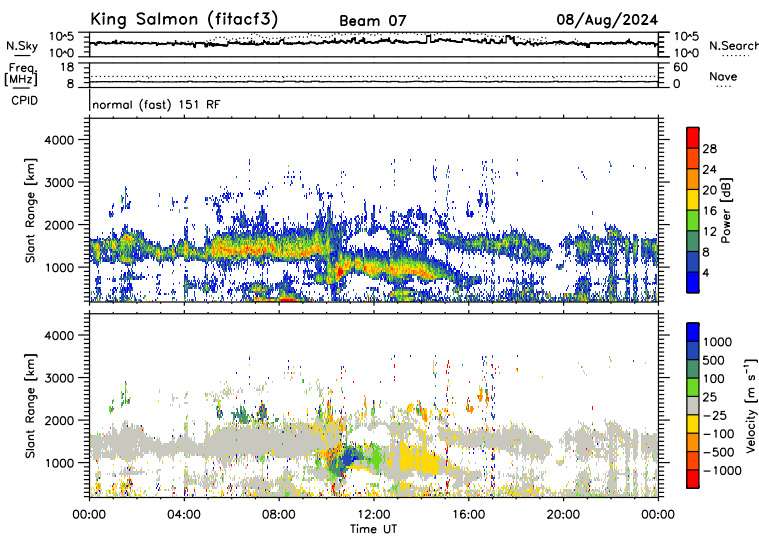 King Salmon (fitacf3) Beam 07 08/Aug/2024
N.Sky 10^5 10^0 10^5 10^0 N.Search
Freq. [MHz] 18 8 60 0 Nave
CPID normal (fast) 151 RF
Slant Range [km] 4000 3000 2000 1000
Power [dB] 28 24 20 16 12 8 4
Slant Range [km] 4000 3000 2000 1000
Velocity [m s⁻¹] 1000 500 100 25 −25 −100 −500 −1000
00:00 04:00 08:00 12:00 16:00 20:00 00:00
Time UT